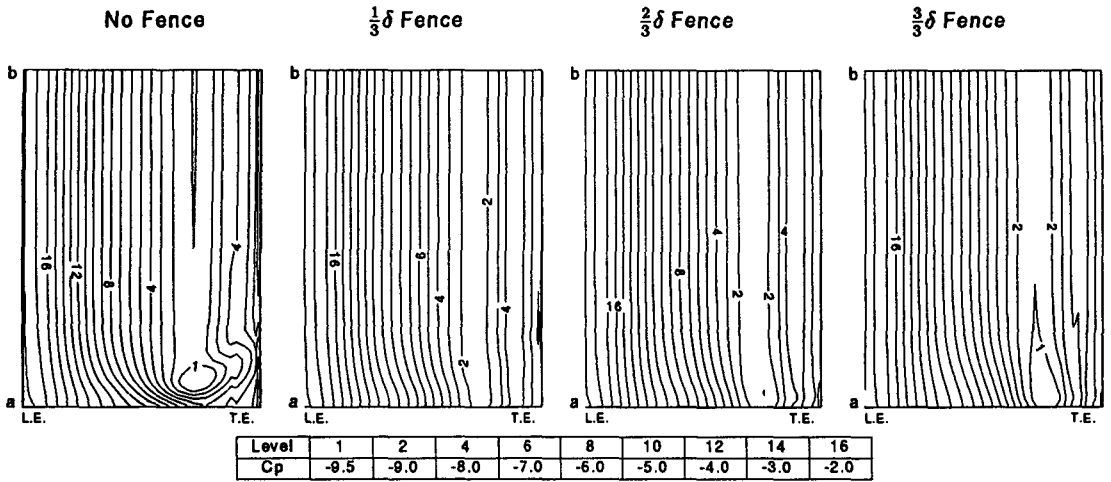 No Fence
1/3 δ Fence
2/3 δ Fence
3/3 δ Fence
b
b
b
b
16
12
8
4
4
1
16
6
4
2
2
4
16
8
4
2
2
4
16
2
2
1
a
a
a
a
L.E. T.E.
L.E. T.E.
L.E. T.E.
L.E. T.E.
Level 1 2 4 6 8 10 12 14 16
Cp -9.5 -9.0 -8.0 -7.0 -6.0 -5.0 -4.0 -3.0 -2.0